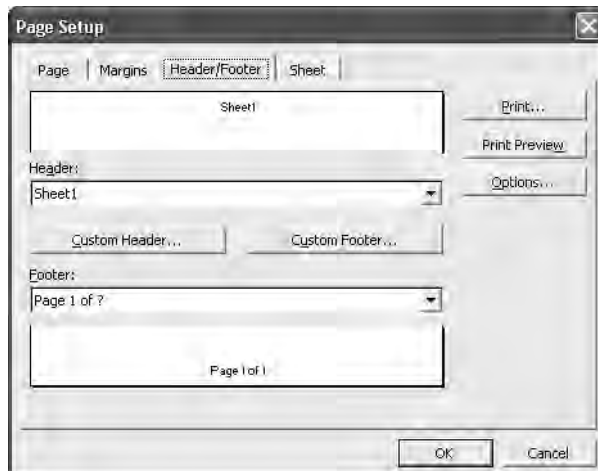 Page Setup
Page Margins Header/Footer Sheet
Sheet1
Print...
Print Preview
Header:
Sheet1
Options...
Custom Header... Custom Footer...
Footer:
Page 1 of ?
Page 1 of 1
OK Cancel